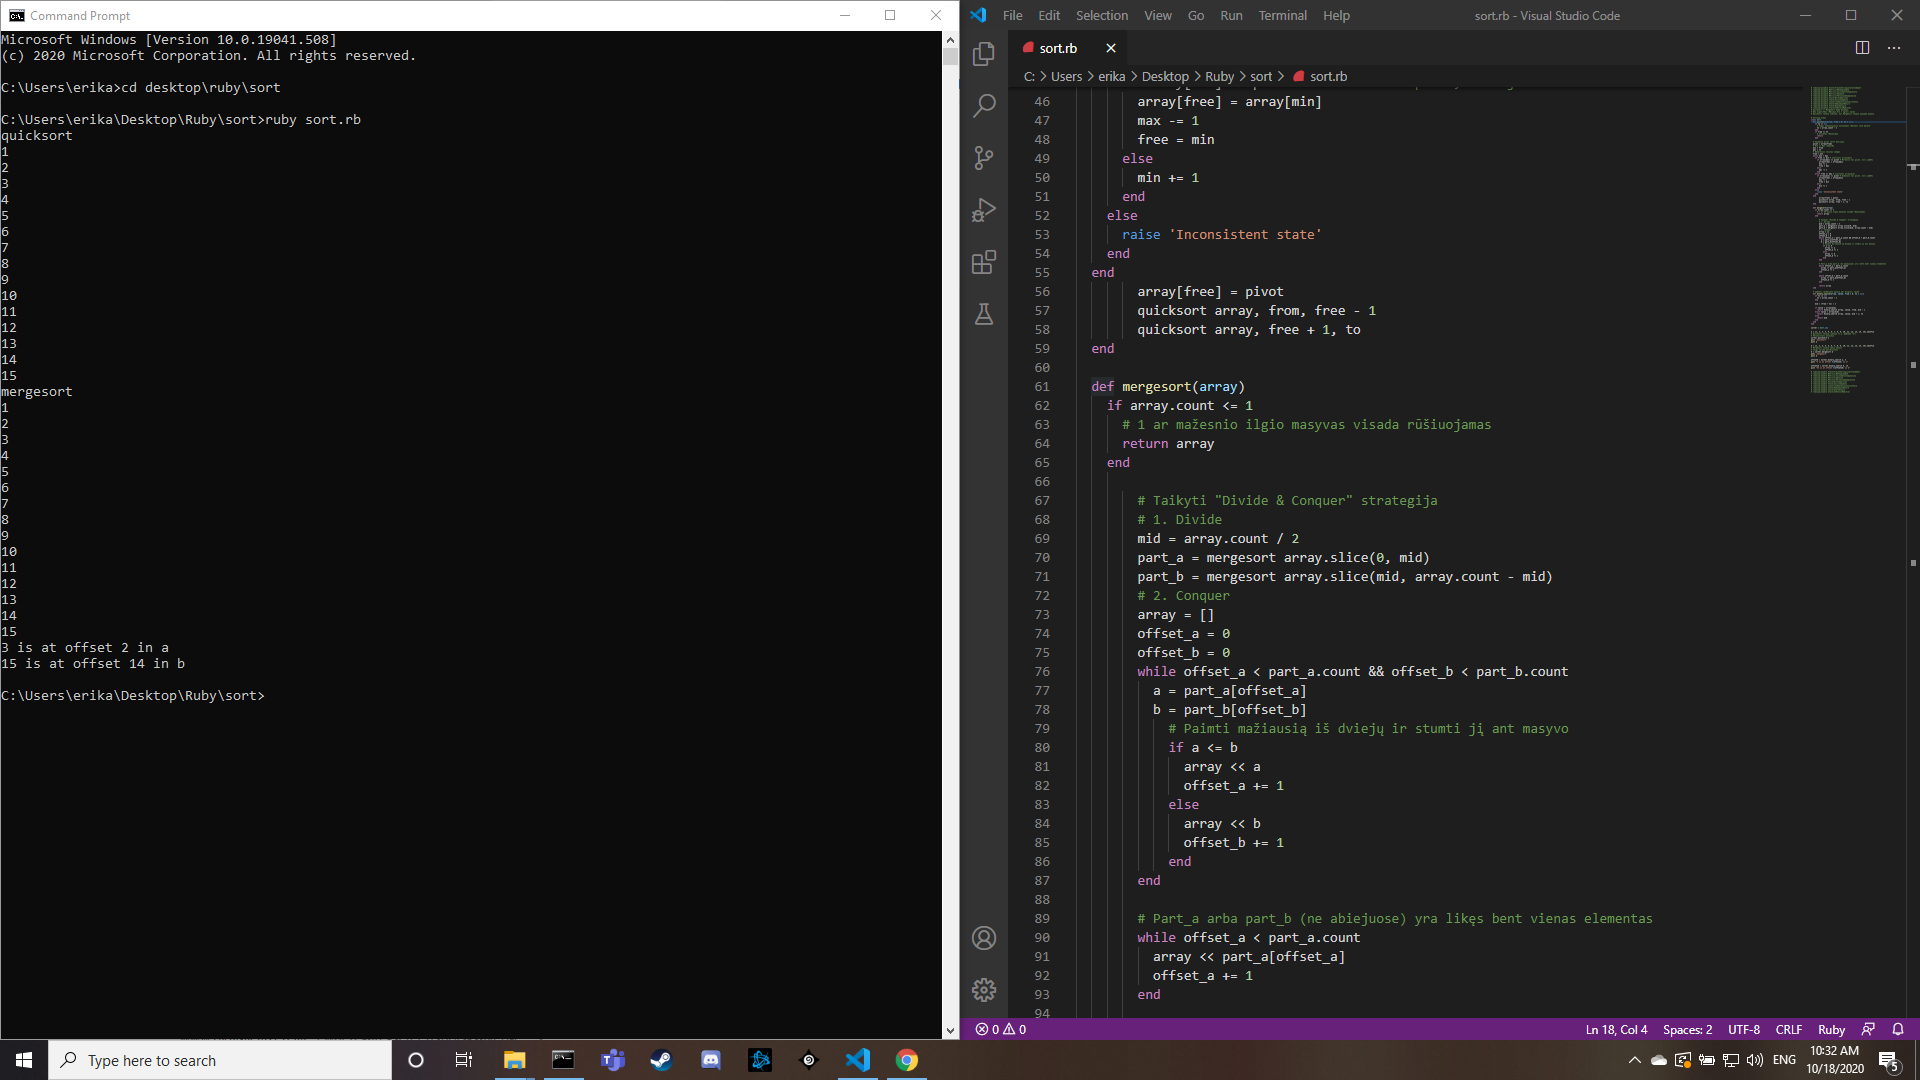 Command Prompt
Microsoft Windows [Version 10.0.19041.508]
(c) 2020 Microsoft Corporation. All rights reserved.
C:\Users\erika>cd desktop\ruby\sort
C:\Users\erika\Desktop\Ruby\sort>ruby sort.rb
quicksort
1
2
3
4
5
6
7
8
9
10
11
12
13
14
15
mergesort
1
2
3
4
5
6
7
8
9
10
11
12
13
14
15
3 is at offset 2 in a
15 is at offset 14 in b
C:\Users\erika\Desktop\Ruby\sort>
File Edit Selection View Go Run Terminal Help
sort.rb - Visual Studio Code
sort.rb
C: > Users > erika > Desktop > Ruby > sort > sort.rb
46 array[free] = array[min]
47 max -= 1
48 free = min
49 else
50 min += 1
51 end
52 else
53 raise 'Inconsistent state'
54 end
55 end
56 array[free] = pivot
57 quicksort array, from, free - 1
58 quicksort array, free + 1, to
59 end
60
61 def mergesort(array)
62 if array.count <= 1
63 # 1 ar mažesnio ilgio masyvas visada rūšiuojamas
64 return array
65 end
66
67 # Taikyti "Divide & Conquer" strategija
68 # 1. Divide
69 mid = array.count / 2
70 part_a = mergesort array.slice(0, mid)
71 part_b = mergesort array.slice(mid, array.count - mid)
72 # 2. Conquer
73 array = []
74 offset_a = 0
75 offset_b = 0
76 while offset_a < part_a.count && offset_b < part_b.count
77 a = part_a[offset_a]
78 b = part_b[offset_b]
79 # Paimti mažiausią iš dviejų ir stumti jį ant masyvo
80 if a <= b
81 array << a
82 offset_a += 1
83 else
84 array << b
85 offset_b += 1
86 end
87 end
88
89 # Part_a arba part_b (ne abiejuose) yra likęs bent vienas elementas
90 while offset_a < part_a.count
91 array << part_a[offset_a]
92 offset_a += 1
93 end
94
0 0
Ln 18, Col 4 Spaces: 2 UTF-8 CRLF Ruby
Type here to search
ENG
10:32 AM
10/18/2020
5